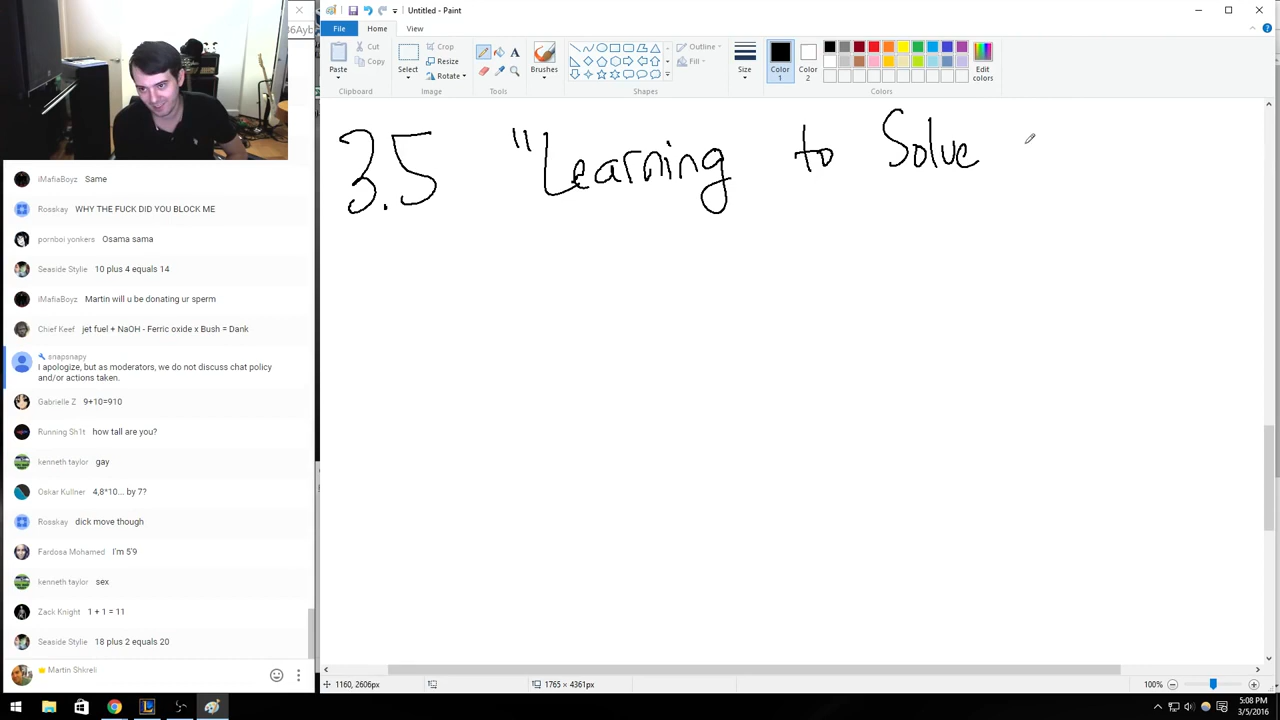 Untitled - Paint
36Ayb
File
Home
View
Paste
Cut
Copy
Clipboard
Select
Crop
Resize
Rotate
Image
A
Tools
Brushes
Shapes
Outline
Fill
Size
Color 1
Color 2
Edit colors
Colors
3.5 "Learning to Solve
iMafiaBoyz Same
Rosskay WHY THE FUCK DID YOU BLOCK ME
pornboi yonkers Osama sama
Seaside Stylie 10 plus 4 equals 14
iMafiaBoyz Martin will u be donating ur sperm
Chief Keef jet fuel + NaOH - Ferric oxide x Bush = Dank
snapsnapy
I apologize, but as moderators, we do not discuss chat policy
and/or actions taken.
Gabrielle Z 9+10=910
Running Sh1t how tall are you?
kenneth taylor gay
Oskar Kullner 4,8*10... by 7?
Rosskay dick move though
Fardosa Mohamed I'm 5'9
kenneth taylor sex
Zack Knight 1 + 1 = 11
Seaside Stylie 18 plus 2 equals 20
Martin Shkreli
1160, 2606px
1765 × 4361px
100%
5:08 PM
3/5/2016